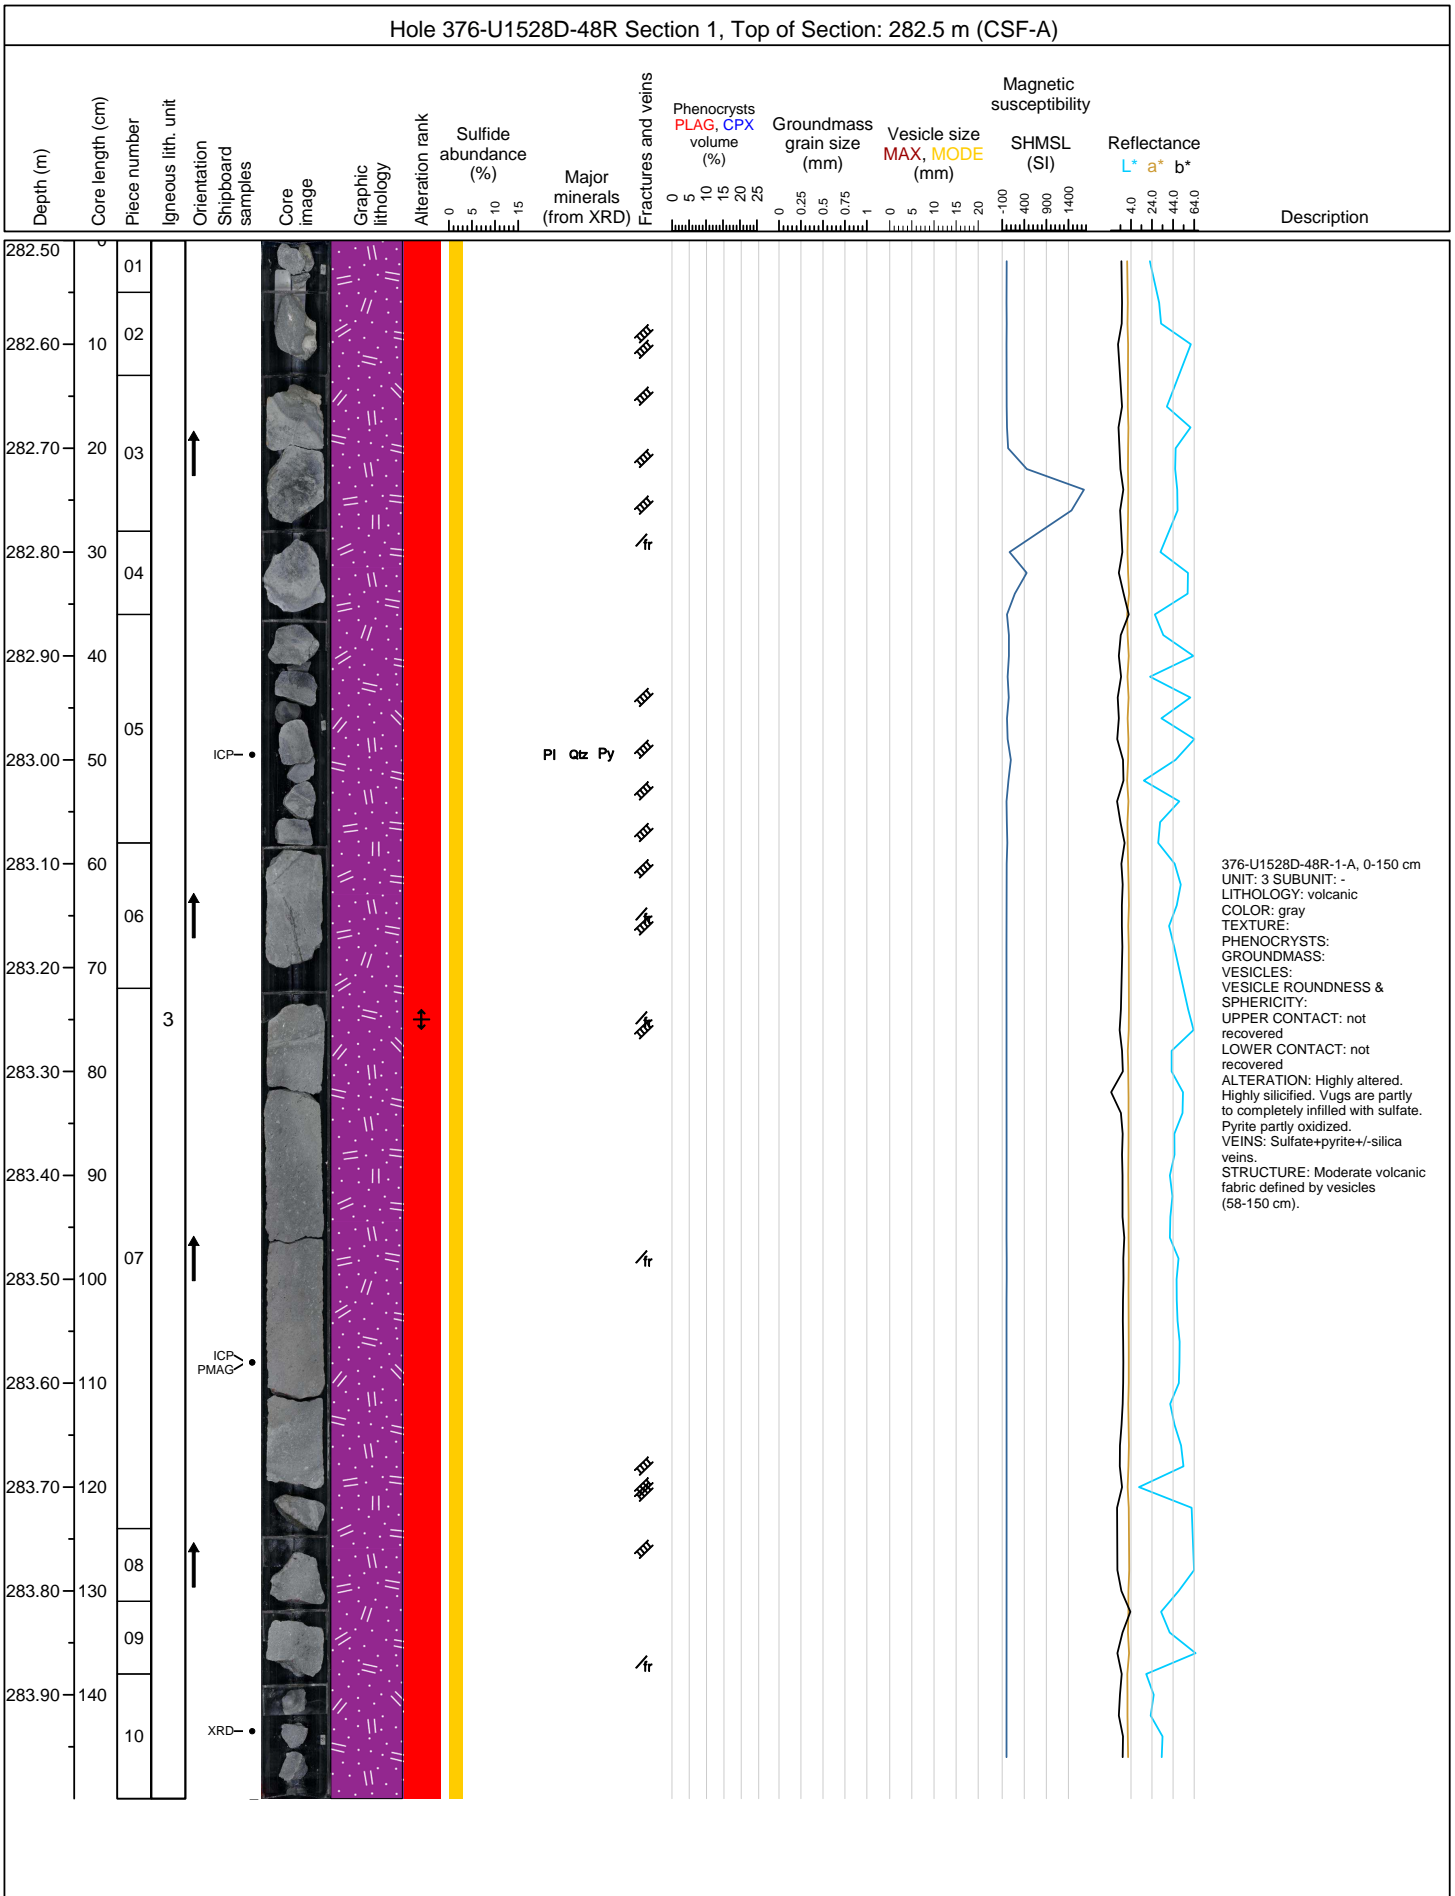 Hole 376-U1528D-48R Section 1, Top of Section: 282.5 m (CSF-A)
Depth (m)
Core length (cm)
Piece number
Igneous lith. unit
Orientation
Shipboard
samples
Core
image
Graphic
lithology
Alteration rank
Sulfide
abundance
(%)
0 5 10 15
Major
minerals
(from XRD)
Fractures and veins
Phenocrysts
PLAG, CPX
volume
(%)
0 5 10 15 20 25
Groundmass
grain size
(mm)
0 0.25 0.5 0.75 1
Vesicle size
MAX, MODE
(mm)
0 5 10 15 20
Magnetic
susceptibility
SHMSL
(SI)
-100 400 900 1400
Reflectance
L* a* b*
4.0 24.0 44.0 64.0
Description
282.50 0
01
02
282.60 10
03
282.70 20
fr
282.80 30
04
282.90 40
05
ICP
Pl Qtz Py
283.00 50
283.10 60
06
fr
283.20 70
3
fr
283.30 80
283.40 90
07
fr
283.50 100
ICP
PMAG
283.60 110
283.70 120
08
283.80 130
09
fr
283.90 140
XRD
10
376-U1528D-48R-1-A, 0-150 cm
UNIT: 3 SUBUNIT: -
LITHOLOGY: volcanic
COLOR: gray
TEXTURE:
PHENOCRYSTS:
GROUNDMASS:
VESICLES:
VESICLE ROUNDNESS &
SPHERICITY:
UPPER CONTACT: not
recovered
LOWER CONTACT: not
recovered
ALTERATION: Highly altered.
Highly silicified. Vugs are partly
to completely infilled with sulfate.
Pyrite partly oxidized.
VEINS: Sulfate+pyrite+/-silica
veins.
STRUCTURE: Moderate volcanic
fabric defined by vesicles
(58-150 cm).